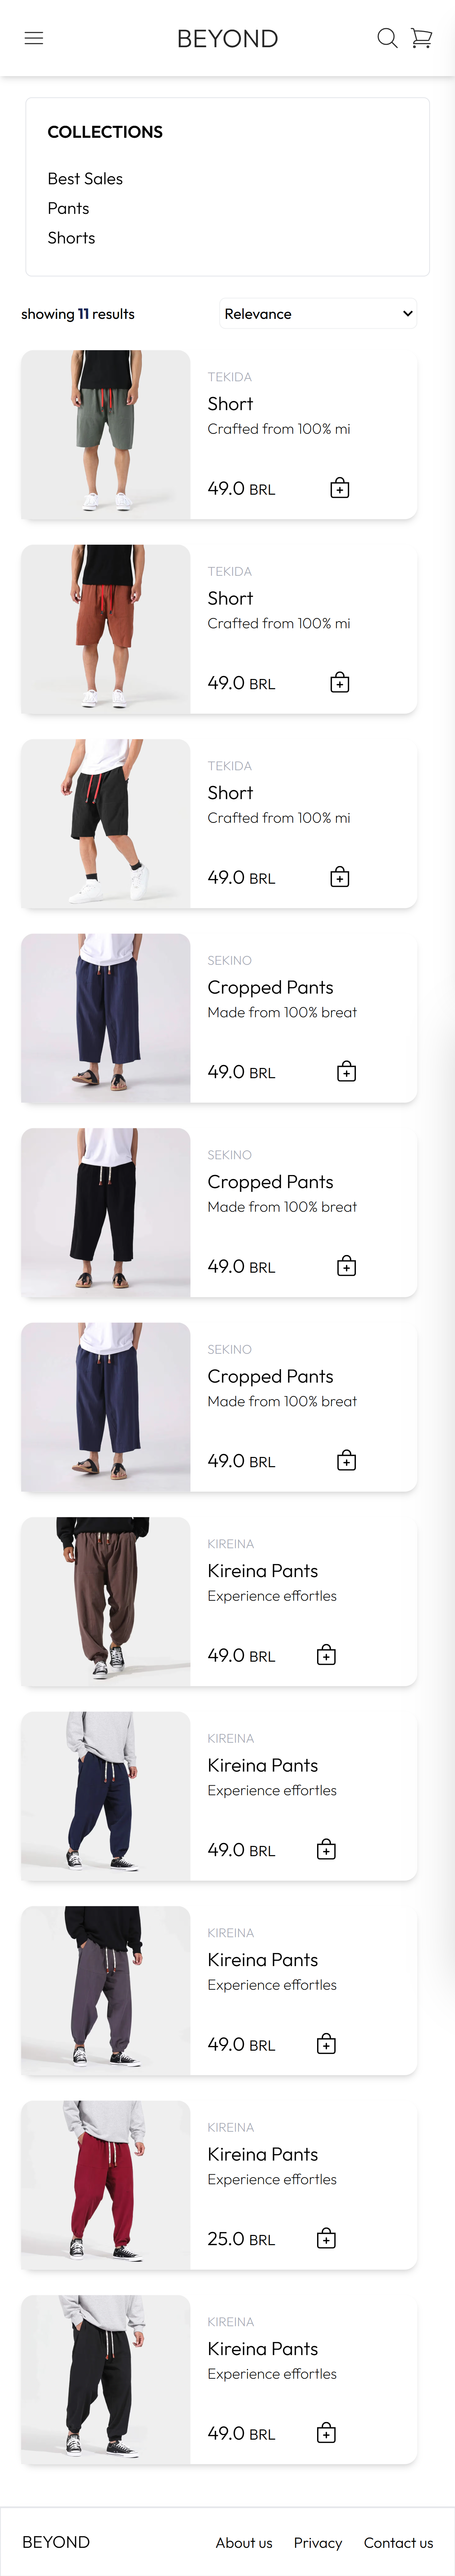 BEYOND
COLLECTIONS
Best Sales
Pants
Shorts
showing 11 results
Relevance
TEKIDA
Short
Crafted from 100% mi
49.0 BRL
TEKIDA
Short
Crafted from 100% mi
49.0 BRL
TEKIDA
Short
Crafted from 100% mi
49.0 BRL
SEKINO
Cropped Pants
Made from 100% breat
49.0 BRL
SEKINO
Cropped Pants
Made from 100% breat
49.0 BRL
SEKINO
Cropped Pants
Made from 100% breat
49.0 BRL
KIREINA
Kireina Pants
Experience effortles
49.0 BRL
KIREINA
Kireina Pants
Experience effortles
49.0 BRL
KIREINA
Kireina Pants
Experience effortles
49.0 BRL
KIREINA
Kireina Pants
Experience effortles
25.0 BRL
KIREINA
Kireina Pants
Experience effortles
49.0 BRL
BEYOND About us Privacy Contact us